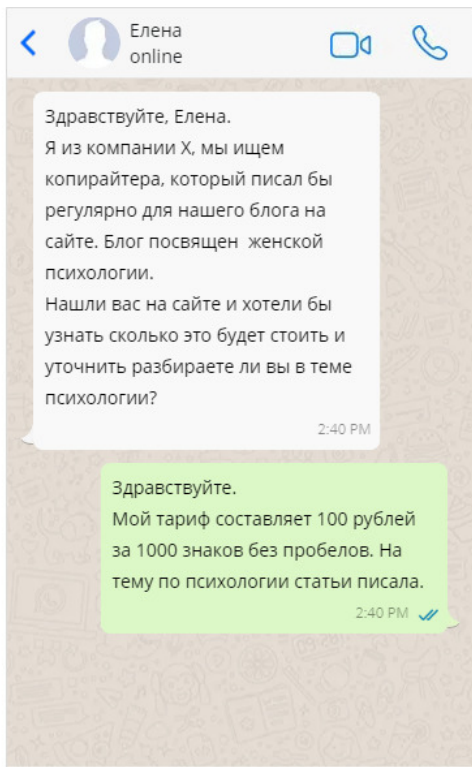 Елена
online
Здравствуйте, Елена.
Я из компании X, мы ищем
копирайтера, который писал бы
регулярно для нашего блога на
сайте. Блог посвящен женской
психологии.
Нашли вас на сайте и хотели бы
узнать сколько это будет стоить и
уточнить разбираете ли вы в теме
психологии?
2:40 PM
Здравствуйте.
Мой тариф составляет 100 рублей
за 1000 знаков без пробелов. На
тему по психологии статьи писала.
2:40 PM